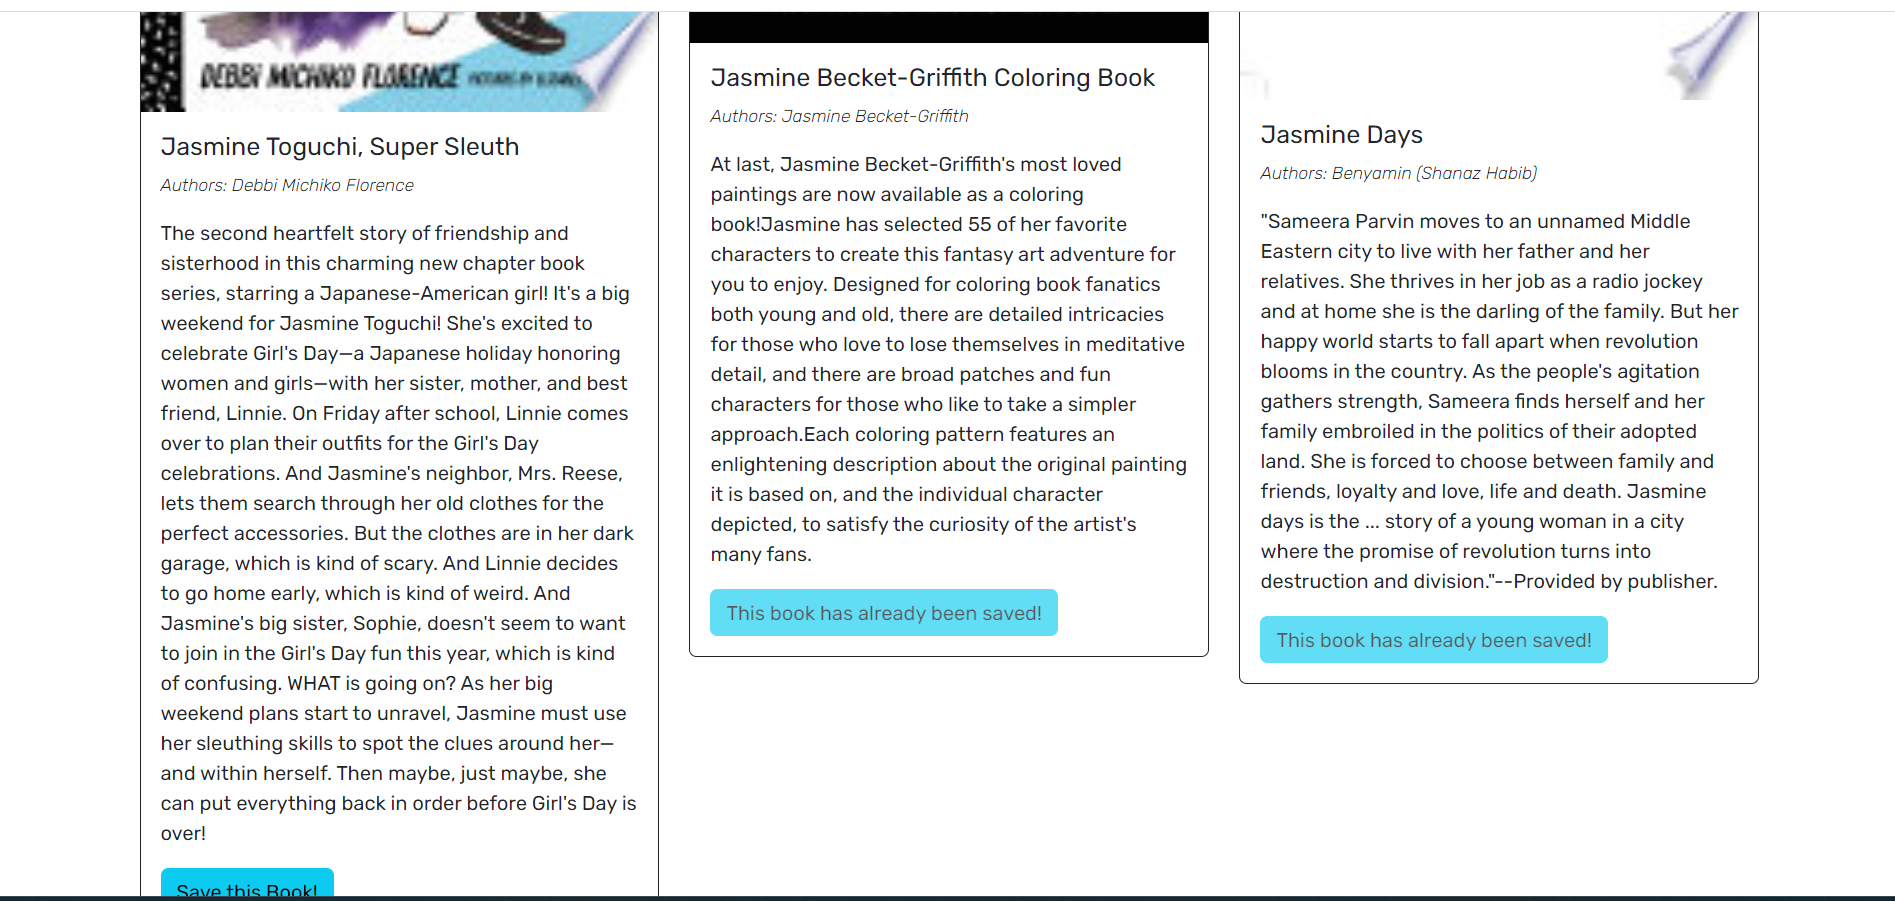 DEBBI MICHIKO FLORENCE
Jasmine Toguchi, Super Sleuth
Authors: Debbi Michiko Florence
The second heartfelt story of friendship and
sisterhood in this charming new chapter book
series, starring a Japanese-American girl! It's a big
weekend for Jasmine Toguchi! She's excited to
celebrate Girl's Day—a Japanese holiday honoring
women and girls—with her sister, mother, and best
friend, Linnie. On Friday after school, Linnie comes
over to plan their outfits for the Girl's Day
celebrations. And Jasmine's neighbor, Mrs. Reese,
lets them search through her old clothes for the
perfect accessories. But the clothes are in her dark
garage, which is kind of scary. And Linnie decides
to go home early, which is kind of weird. And
Jasmine's big sister, Sophie, doesn't seem to want
to join in the Girl's Day fun this year, which is kind
of confusing. WHAT is going on? As her big
weekend plans start to unravel, Jasmine must use
her sleuthing skills to spot the clues around her—
and within herself. Then maybe, just maybe, she
can put everything back in order before Girl's Day is
over!
Save this Book!
Jasmine Becket-Griffith Coloring Book
Authors: Jasmine Becket-Griffith
At last, Jasmine Becket-Griffith's most loved
paintings are now available as a coloring
book!Jasmine has selected 55 of her favorite
characters to create this fantasy art adventure for
you to enjoy. Designed for coloring book fanatics
both young and old, there are detailed intricacies
for those who love to lose themselves in meditative
detail, and there are broad patches and fun
characters for those who like to take a simpler
approach.Each coloring pattern features an
enlightening description about the original painting
it is based on, and the individual character
depicted, to satisfy the curiosity of the artist's
many fans.
This book has already been saved!
Jasmine Days
Authors: Benyamin (Shanaz Habib)
"Sameera Parvin moves to an unnamed Middle
Eastern city to live with her father and her
relatives. She thrives in her job as a radio jockey
and at home she is the darling of the family. But her
happy world starts to fall apart when revolution
blooms in the country. As the people's agitation
gathers strength, Sameera finds herself and her
family embroiled in the politics of their adopted
land. She is forced to choose between family and
friends, loyalty and love, life and death. Jasmine
days is the ... story of a young woman in a city
where the promise of revolution turns into
destruction and division."--Provided by publisher.
This book has already been saved!